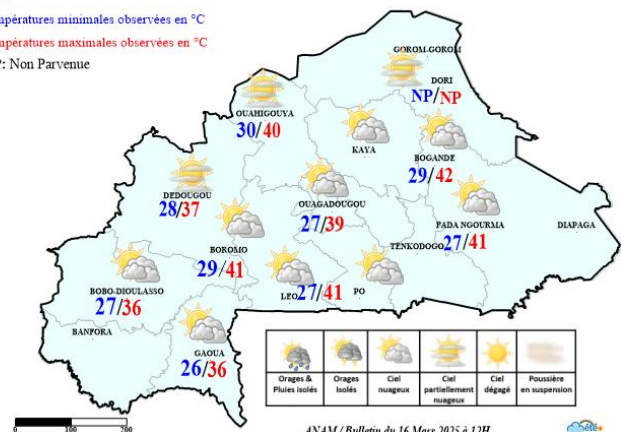 mpératures minimales observées en °C
mpératures maximales observées en °C
P: Non Parvenue
GOROM-GOROM
DORI
NP/NP
OUAHIGOUYA
30/40
KAYA
BOGANDE
29/42
DEDOUGOU
28/37
OUAGADOUGOU
27/39
FADA NGOURMA
27/41
DIAPAGA
TENKODOGO
BOROMO
29/41
LEO 27/41
PO
BOBO-DIOULASSO
27/36
BANFORA
GAOUA
26/36
Orages & Pluies isolés
Orages Isolés
Ciel nuageux
Ciel partiellement nuageux
Ciel dégagé
Poussière en suspension
0 100 200
ANAM / Bulletin du 16 Mars 2025 à 12H